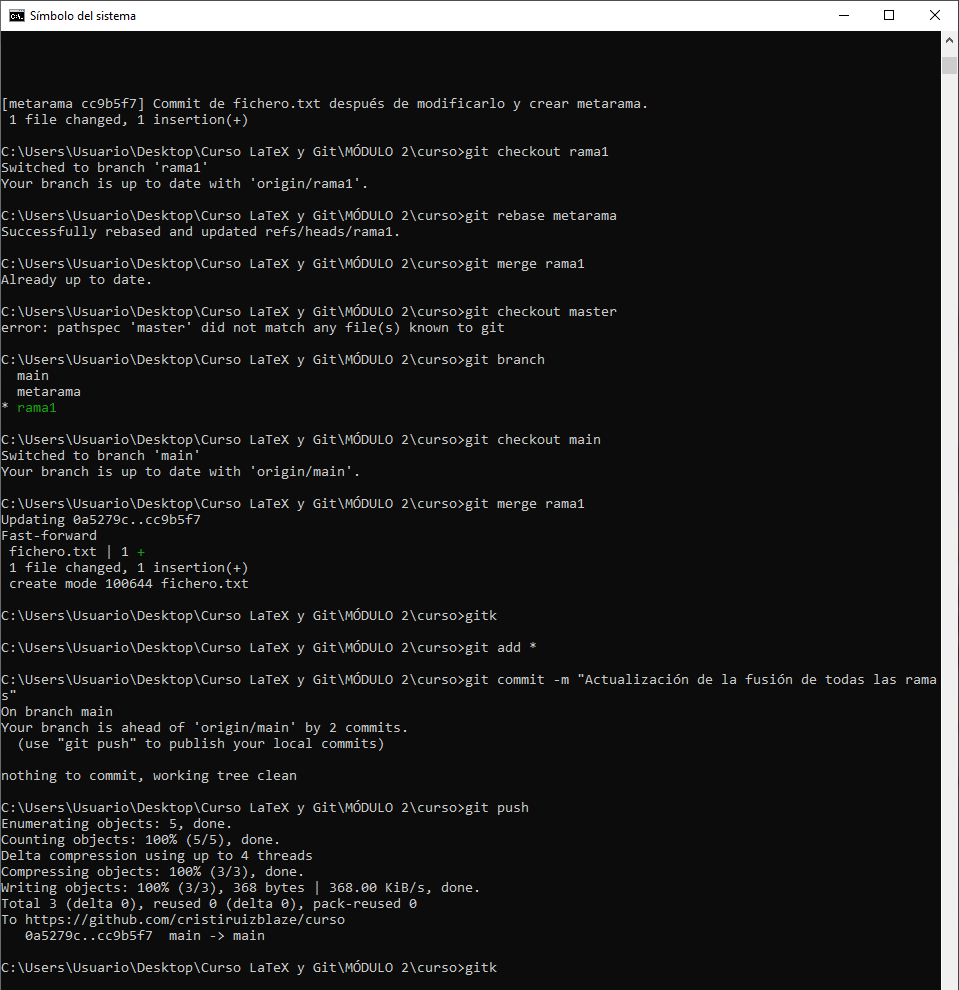 Símbolo del sistema
[metarama cc9b5f7] Commit de fichero.txt después de modificarlo y crear metarama.
 1 file changed, 1 insertion(+)
C:\Users\Usuario\Desktop\Curso LaTeX y Git\MÓDULO 2\curso>git checkout rama1
Switched to branch 'rama1'
Your branch is up to date with 'origin/rama1'.
C:\Users\Usuario\Desktop\Curso LaTeX y Git\MÓDULO 2\curso>git rebase metarama
Successfully rebased and updated refs/heads/rama1.
C:\Users\Usuario\Desktop\Curso LaTeX y Git\MÓDULO 2\curso>git merge rama1
Already up to date.
C:\Users\Usuario\Desktop\Curso LaTeX y Git\MÓDULO 2\curso>git checkout master
error: pathspec 'master' did not match any file(s) known to git
C:\Users\Usuario\Desktop\Curso LaTeX y Git\MÓDULO 2\curso>git branch
  main
  metarama
* rama1
C:\Users\Usuario\Desktop\Curso LaTeX y Git\MÓDULO 2\curso>git checkout main
Switched to branch 'main'
Your branch is up to date with 'origin/main'.
C:\Users\Usuario\Desktop\Curso LaTeX y Git\MÓDULO 2\curso>git merge rama1
Updating 0a5279c..cc9b5f7
Fast-forward
 fichero.txt | 1 +
 1 file changed, 1 insertion(+)
 create mode 100644 fichero.txt
C:\Users\Usuario\Desktop\Curso LaTeX y Git\MÓDULO 2\curso>gitk
C:\Users\Usuario\Desktop\Curso LaTeX y Git\MÓDULO 2\curso>git add *
C:\Users\Usuario\Desktop\Curso LaTeX y Git\MÓDULO 2\curso>git commit -m "Actualización de la fusión de todas las rama
s"
On branch main
Your branch is ahead of 'origin/main' by 2 commits.
  (use "git push" to publish your local commits)
nothing to commit, working tree clean
C:\Users\Usuario\Desktop\Curso LaTeX y Git\MÓDULO 2\curso>git push
Enumerating objects: 5, done.
Counting objects: 100% (5/5), done.
Delta compression using up to 4 threads
Compressing objects: 100% (3/3), done.
Writing objects: 100% (3/3), 368 bytes | 368.00 KiB/s, done.
Total 3 (delta 0), reused 0 (delta 0), pack-reused 0
To https://github.com/cristiruizblaze/curso
   0a5279c..cc9b5f7  main -> main
C:\Users\Usuario\Desktop\Curso LaTeX y Git\MÓDULO 2\curso>gitk